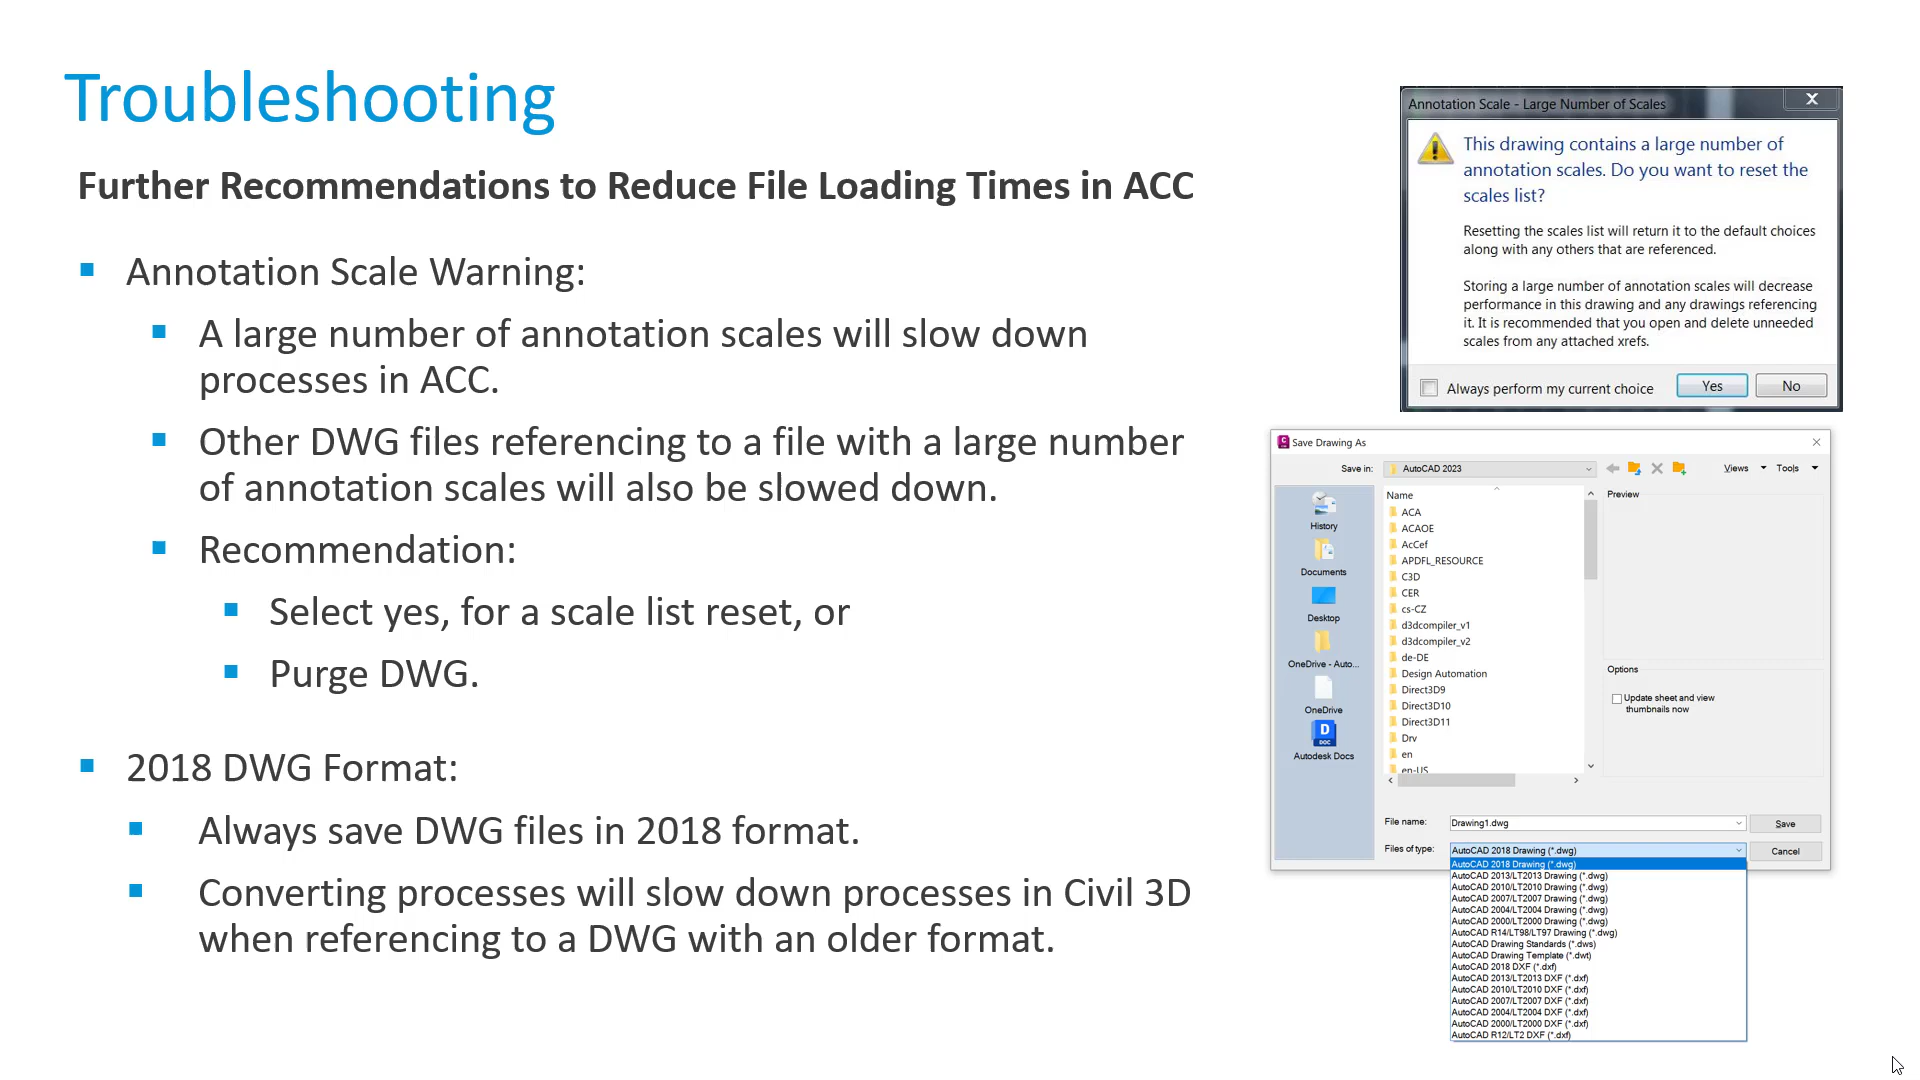 Troubleshooting
Further Recommendations to Reduce File Loading Times in ACC
Annotation Scale Warning:
A large number of annotation scales will slow down
processes in ACC.
Other DWG files referencing to a file with a large number
of annotation scales will also be slowed down.
Recommendation:
Select yes, for a scale list reset, or
Purge DWG.
2018 DWG Format:
Always save DWG files in 2018 format.
Converting processes will slow down processes in Civil 3D
when referencing to a DWG with an older format.
Annotation Scale - Large Number of Scales
This drawing contains a large number of
annotation scales. Do you want to reset the
scales list?
Resetting the scales list will return it to the default choices
along with any others that are referenced.
Storing a large number of annotation scales will decrease
performance in this drawing and any drawings referencing
it. It is recommended that you open and delete unneeded
scales from any attached xrefs.
Always perform my current choice
Yes
No
Save Drawing As
Save in:
AutoCAD 2023
Views
Tools
History
Documents
Desktop
OneDrive - Auto...
OneDrive
DOC
Autodesk Docs
Name
ACA
ACAOE
AcCef
APDFL_RESOURCE
C3D
CER
cs-CZ
d3dcompiler_v1
d3dcompiler_v2
de-DE
Design Automation
Direct3D9
Direct3D10
Direct3D11
Drv
en
en-US
Preview
Options
Update sheet and view
thumbnails now
File name:
Drawing1.dwg
Save
Files of type:
AutoCAD 2018 Drawing (*.dwg)
Cancel
AutoCAD 2018 Drawing (*.dwg)
AutoCAD 2013/LT2013 Drawing (*.dwg)
AutoCAD 2010/LT2010 Drawing (*.dwg)
AutoCAD 2007/LT2007 Drawing (*.dwg)
AutoCAD 2004/LT2004 Drawing (*.dwg)
AutoCAD 2000/LT2000 Drawing (*.dwg)
AutoCAD R14/LT98/LT97 Drawing (*.dwg)
AutoCAD Drawing Standards (*.dws)
AutoCAD Drawing Template (*.dwt)
AutoCAD 2018 DXF (*.dxf)
AutoCAD 2013/LT2013 DXF (*.dxf)
AutoCAD 2010/LT2010 DXF (*.dxf)
AutoCAD 2007/LT2007 DXF (*.dxf)
AutoCAD 2004/LT2004 DXF (*.dxf)
AutoCAD 2000/LT2000 DXF (*.dxf)
AutoCAD R12/LT2 DXF (*.dxf)